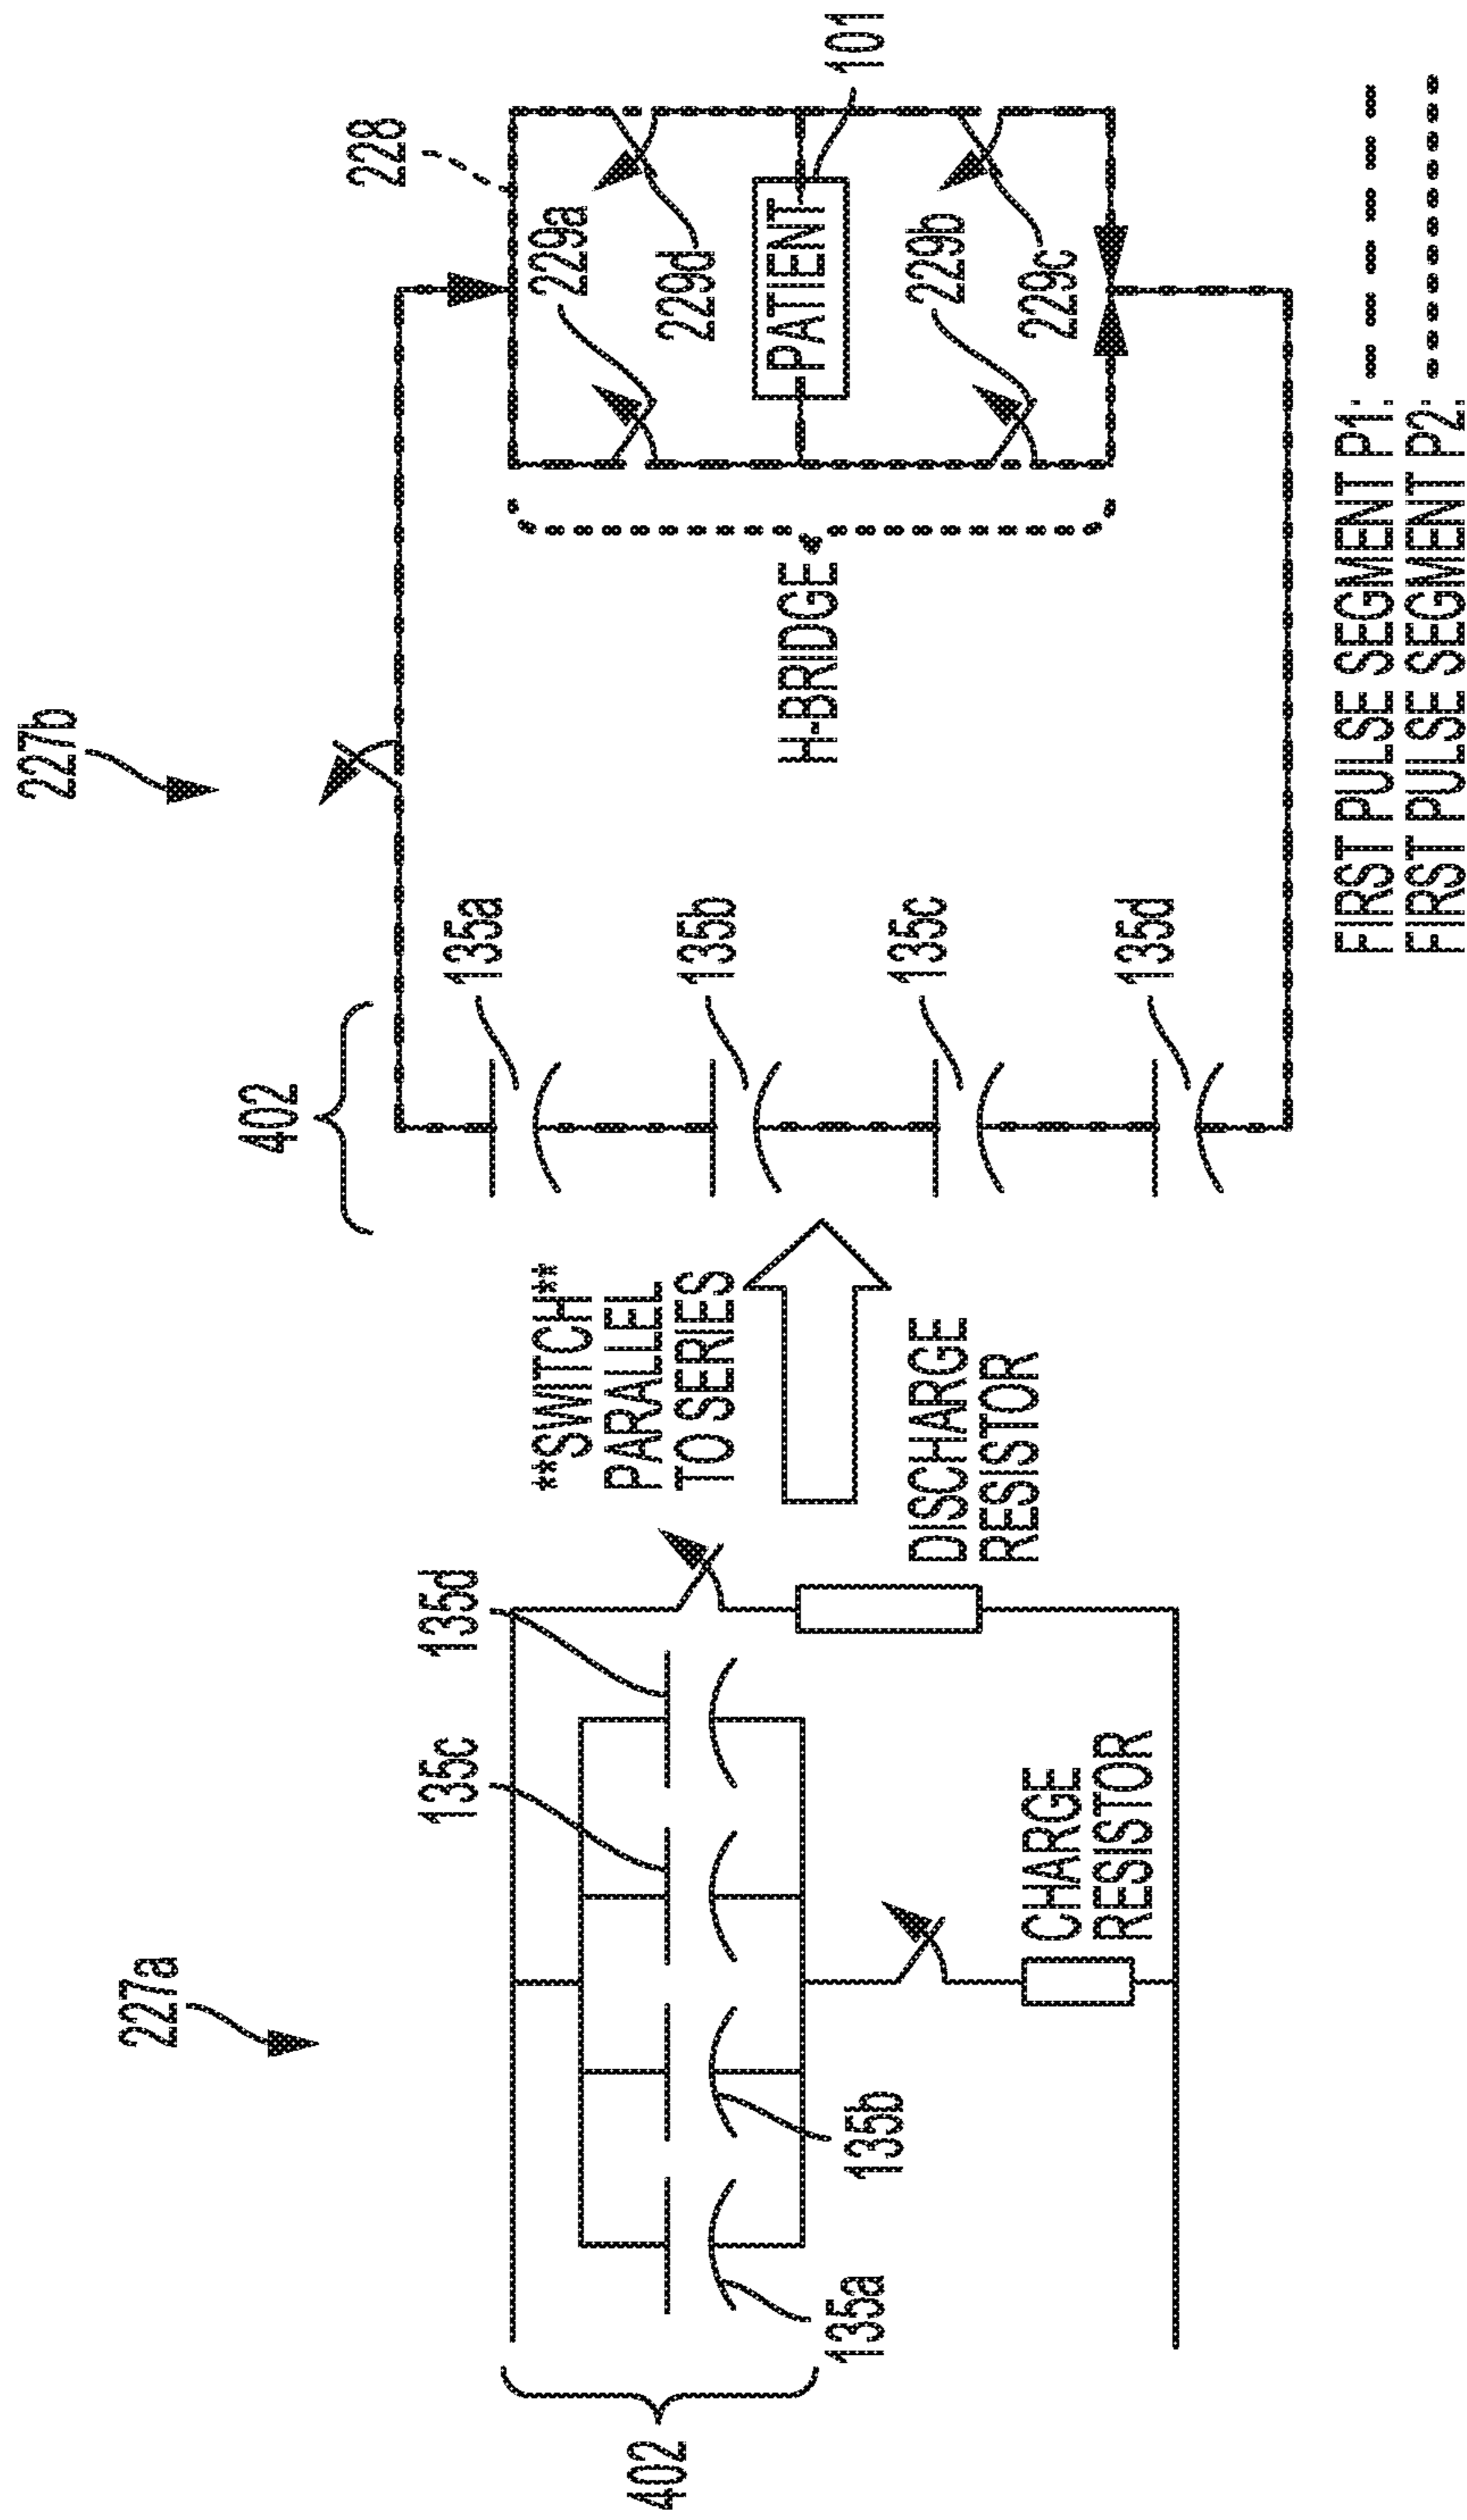 227a
402
135a
135b
135c
135d
CHARGE
RESISTOR
DISCHARGE
RESISTOR
**SWITCH**
PARALLEL
TO SERIES
227b
402
135a
135b
135c
135d
H-BRIDGE
228
229a
229d
PATIENT
101
229b
229c
FIRST PULSE SEGMENT P1:
FIRST PULSE SEGMENT P2: